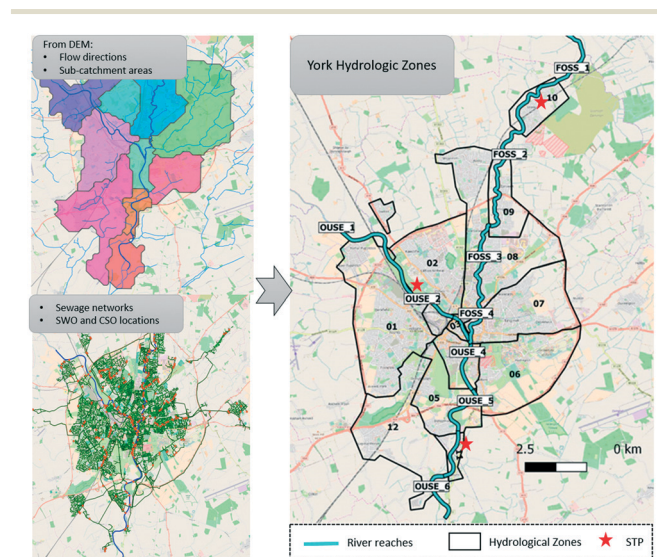 From DEM:
• Flow directions
• Sub-catchment areas
• Sewage networks
• SWO and CSO locations
York Hydrologic Zones
FOSS_1
10
FOSS_2
09
OUSE_1
02
FOSS_3
08
OUSE_2
07
01
03
FOSS_4
OUSE_4
06
05
OUSE_5
12
OUSE_6
2.5 0 km
River reaches
Hydrological Zones
STP